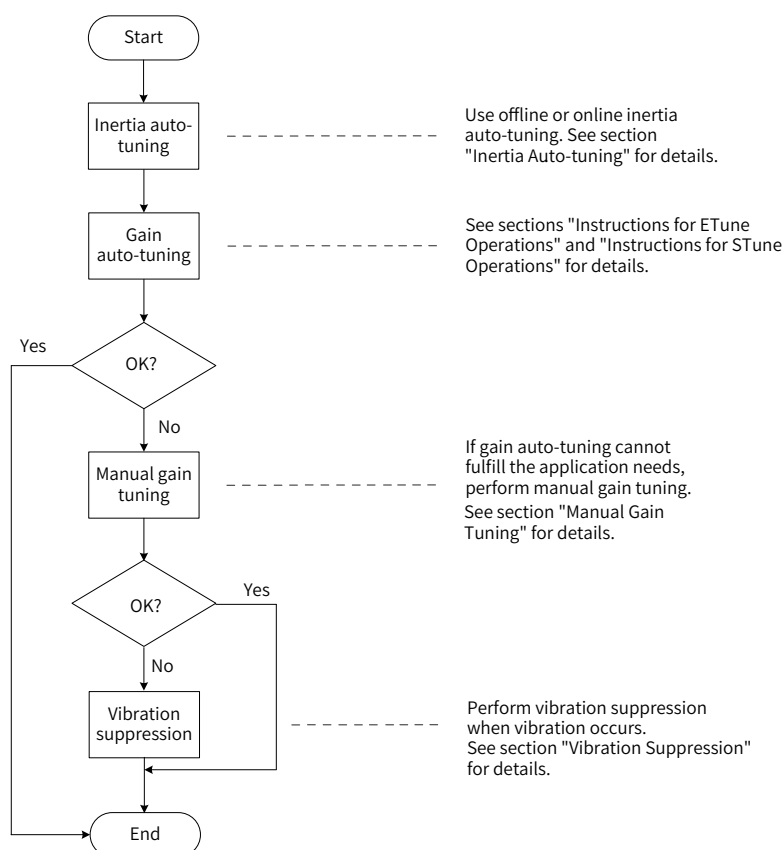 Start
Inertia auto-
tuning
Use offline or online inertia
auto-tuning. See section
"Inertia Auto-tuning" for details.
Gain
auto-tuning
See sections "Instructions for ETune
Operations" and "Instructions for STune
Operations" for details.
Yes
OK?
No
Manual gain
tuning
If gain auto-tuning cannot
fulfill the application needs,
perform manual gain tuning.
See section "Manual Gain
Tuning" for details.
OK?
Yes
No
Vibration
suppression
Perform vibration suppression
when vibration occurs.
See section "Vibration Suppression"
for details.
End